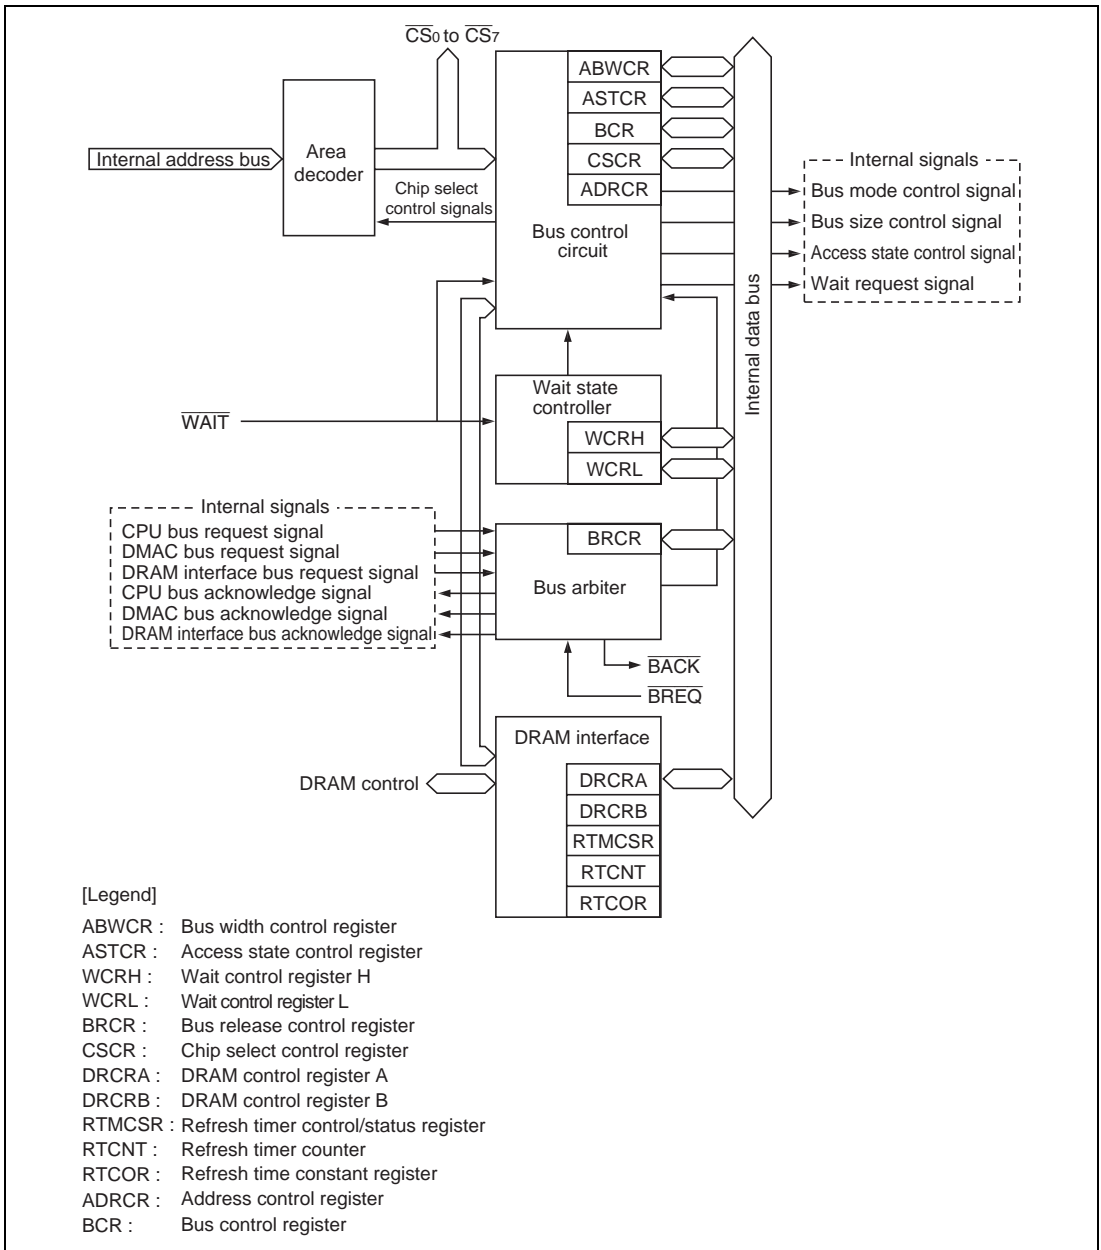 CS0 to CS7
ABWCR
ASTCR
BCR
CSCR
ADRCR
Bus control
circuit
Internal address bus
Area
decoder
Chip select
control signals
Internal signals
Bus mode control signal
Bus size control signal
Access state control signal
Wait request signal
Internal data bus
WAIT
Wait state
controller
WCRH
WCRL
Internal signals
CPU bus request signal
DMAC bus request signal
DRAM interface bus request signal
CPU bus acknowledge signal
DMAC bus acknowledge signal
DRAM interface bus acknowledge signal
BRCR
Bus arbiter
BACK
BREQ
DRAM interface
DRAM control
DRCRA
DRCRB
RTMCSR
RTCNT
RTCOR
[Legend]
ABWCR : Bus width control register
ASTCR : Access state control register
WCRH : Wait control register H
WCRL : Wait control register L
BRCR : Bus release control register
CSCR : Chip select control register
DRCRA : DRAM control register A
DRCRB : DRAM control register B
RTMCSR : Refresh timer control/status register
RTCNT : Refresh timer counter
RTCOR : Refresh time constant register
ADRCR : Address control register
BCR : Bus control register